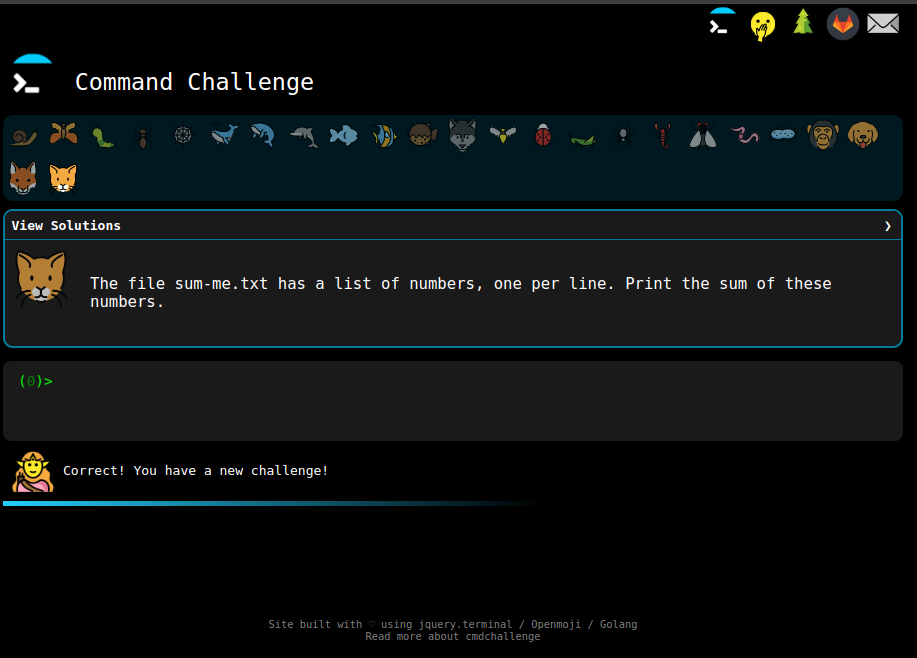 Command Challenge
View Solutions
The file sum-me.txt has a list of numbers, one per line. Print the sum of these
numbers.
(0)>
Correct! You have a new challenge!
Site built with ♡ using jquery.terminal / Openmoji / Golang
Read more about cmdchallenge